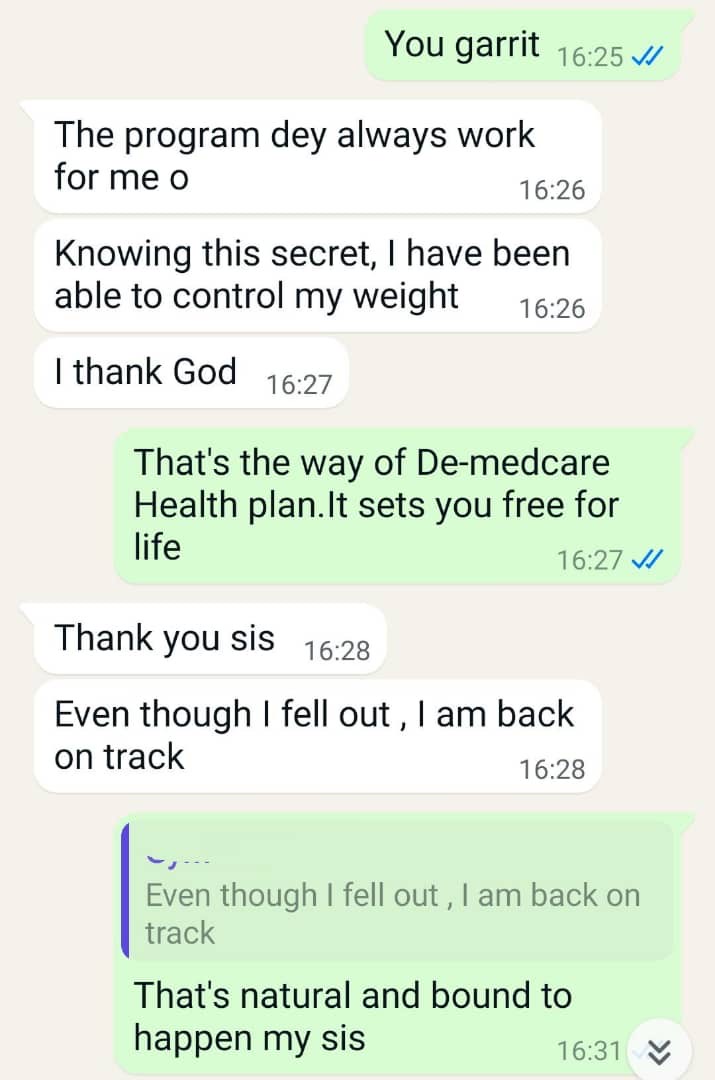 You garrit 16:25
The program dey always work
for me o 16:26
Knowing this secret, I have been
able to control my weight 16:26
I thank God 16:27
That's the way of De-medcare
Health plan.It sets you free for
life 16:27
Thank you sis 16:28
Even though I fell out , I am back
on track 16:28
Even though I fell out , I am back on
track
That's natural and bound to
happen my sis 16:31